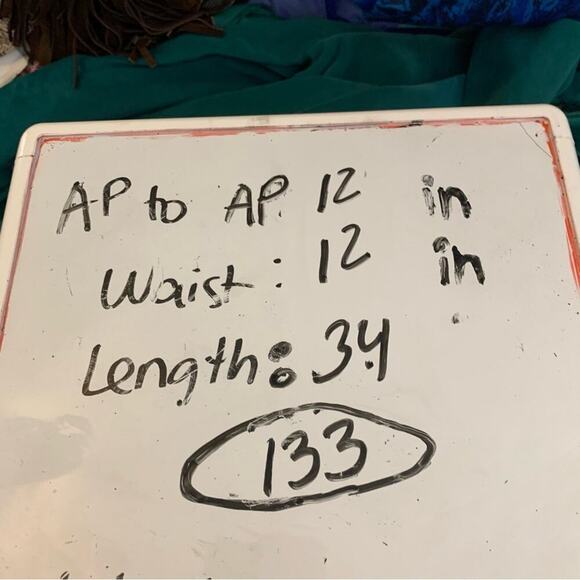 AP to AP. 12 in
Waist: 12 in
Length: 34
133